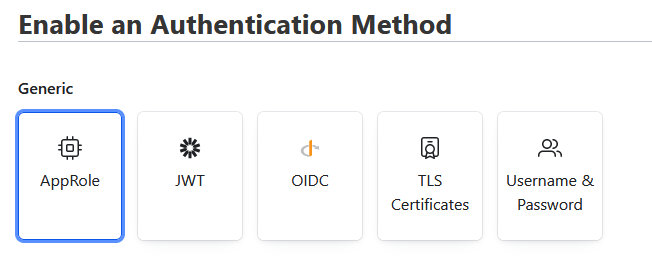 Enable an Authentication Method
Generic
AppRole
JWT
OIDC
TLS
Certificates
Username &
Password